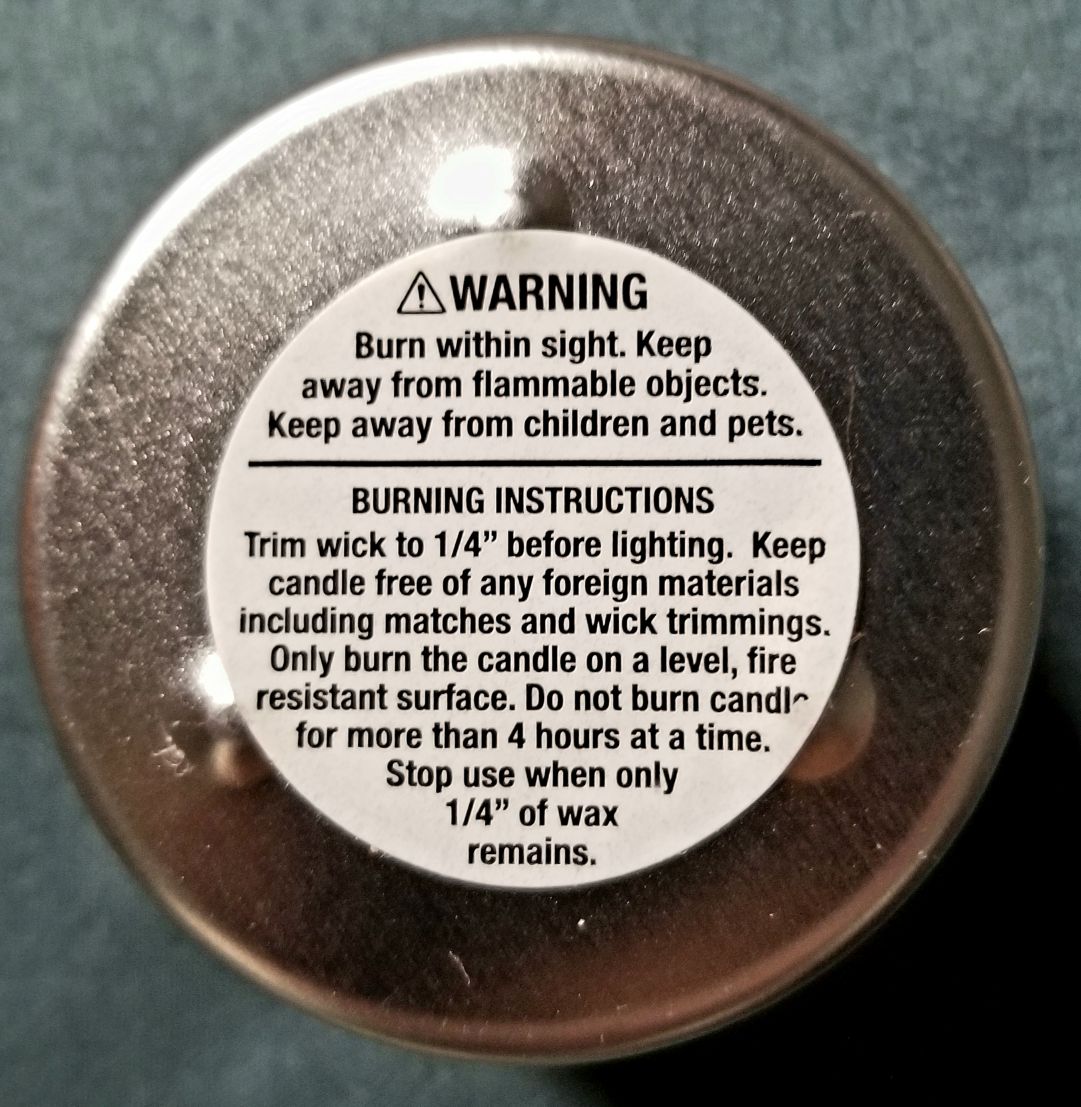 ⚠WARNING
Burn within sight. Keep
away from flammable objects.
Keep away from children and pets.
BURNING INSTRUCTIONS
Trim wick to 1/4” before lighting. Keep
candle free of any foreign materials
including matches and wick trimmings.
Only burn the candle on a level, fire
resistant surface. Do not burn candle
for more than 4 hours at a time.
Stop use when only
1/4” of wax
remains.